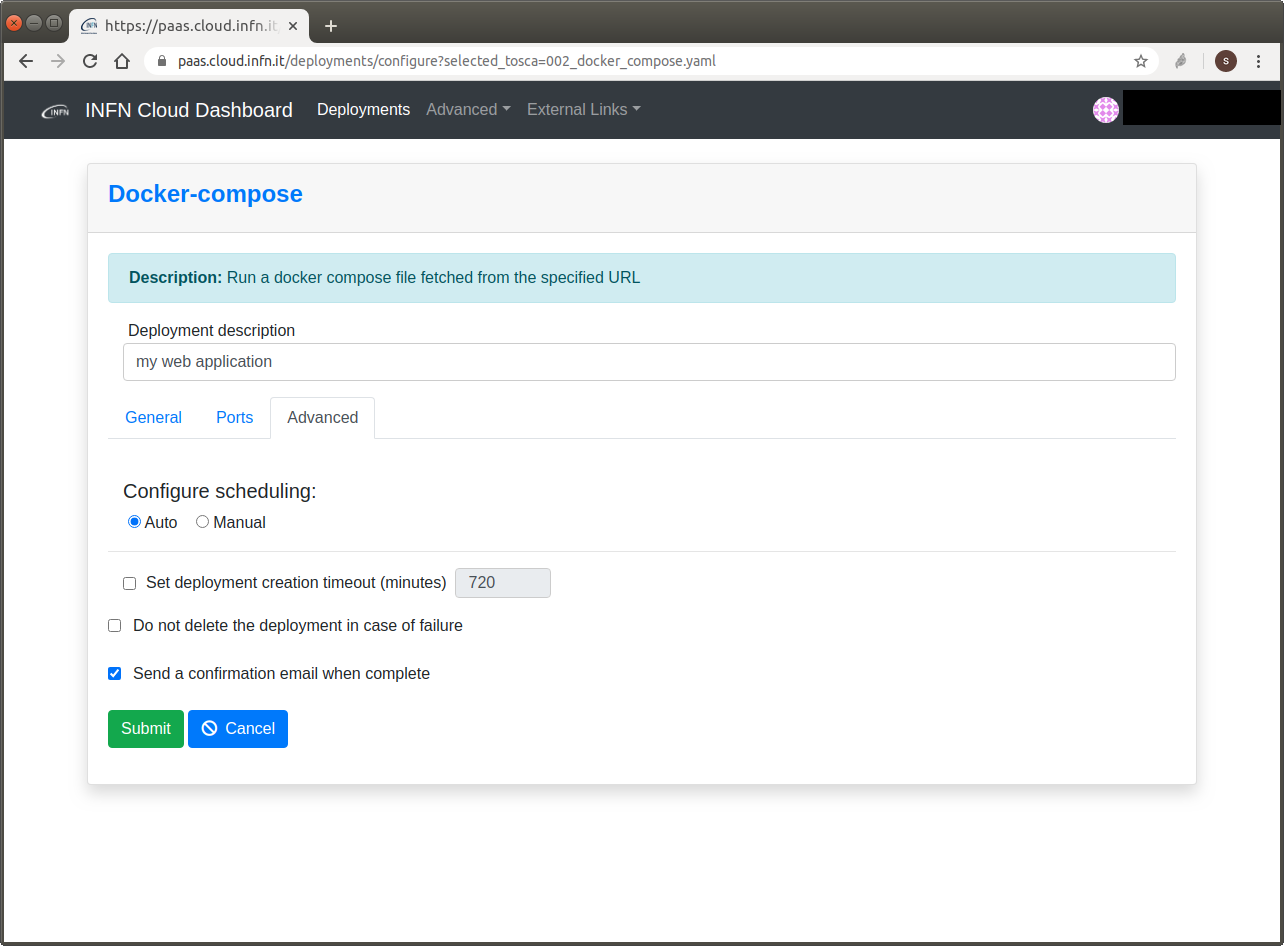 https://paas.cloud.infn.it
paas.cloud.infn.it/deployments/configure?selected_tosca=002_docker_compose.yaml
S
INFN INFN Cloud Dashboard Deployments Advanced External Links
Docker-compose
Description: Run a docker compose file fetched from the specified URL
Deployment description
my web application
General Ports Advanced
Configure scheduling:
Auto Manual
Set deployment creation timeout (minutes) 720
Do not delete the deployment in case of failure
Send a confirmation email when complete
Submit Cancel